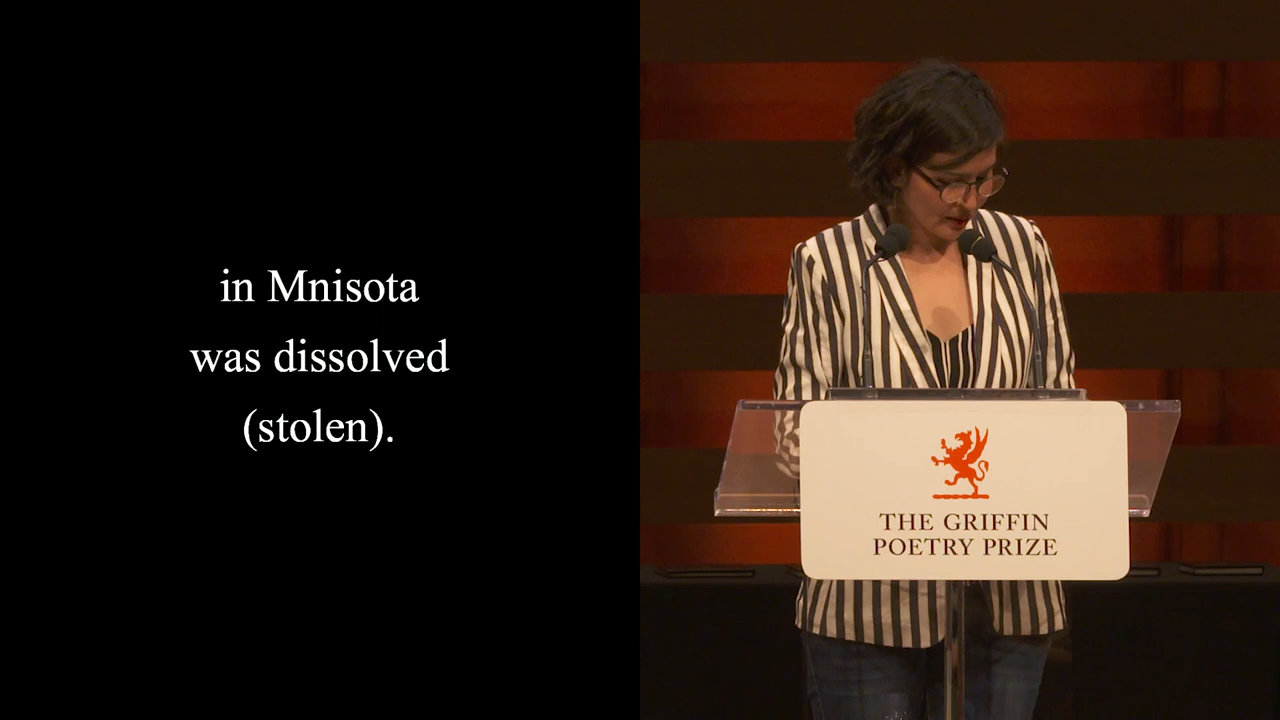 in Mnisota
was dissolved
(stolen).
THE GRIFFIN
POETRY PRIZE